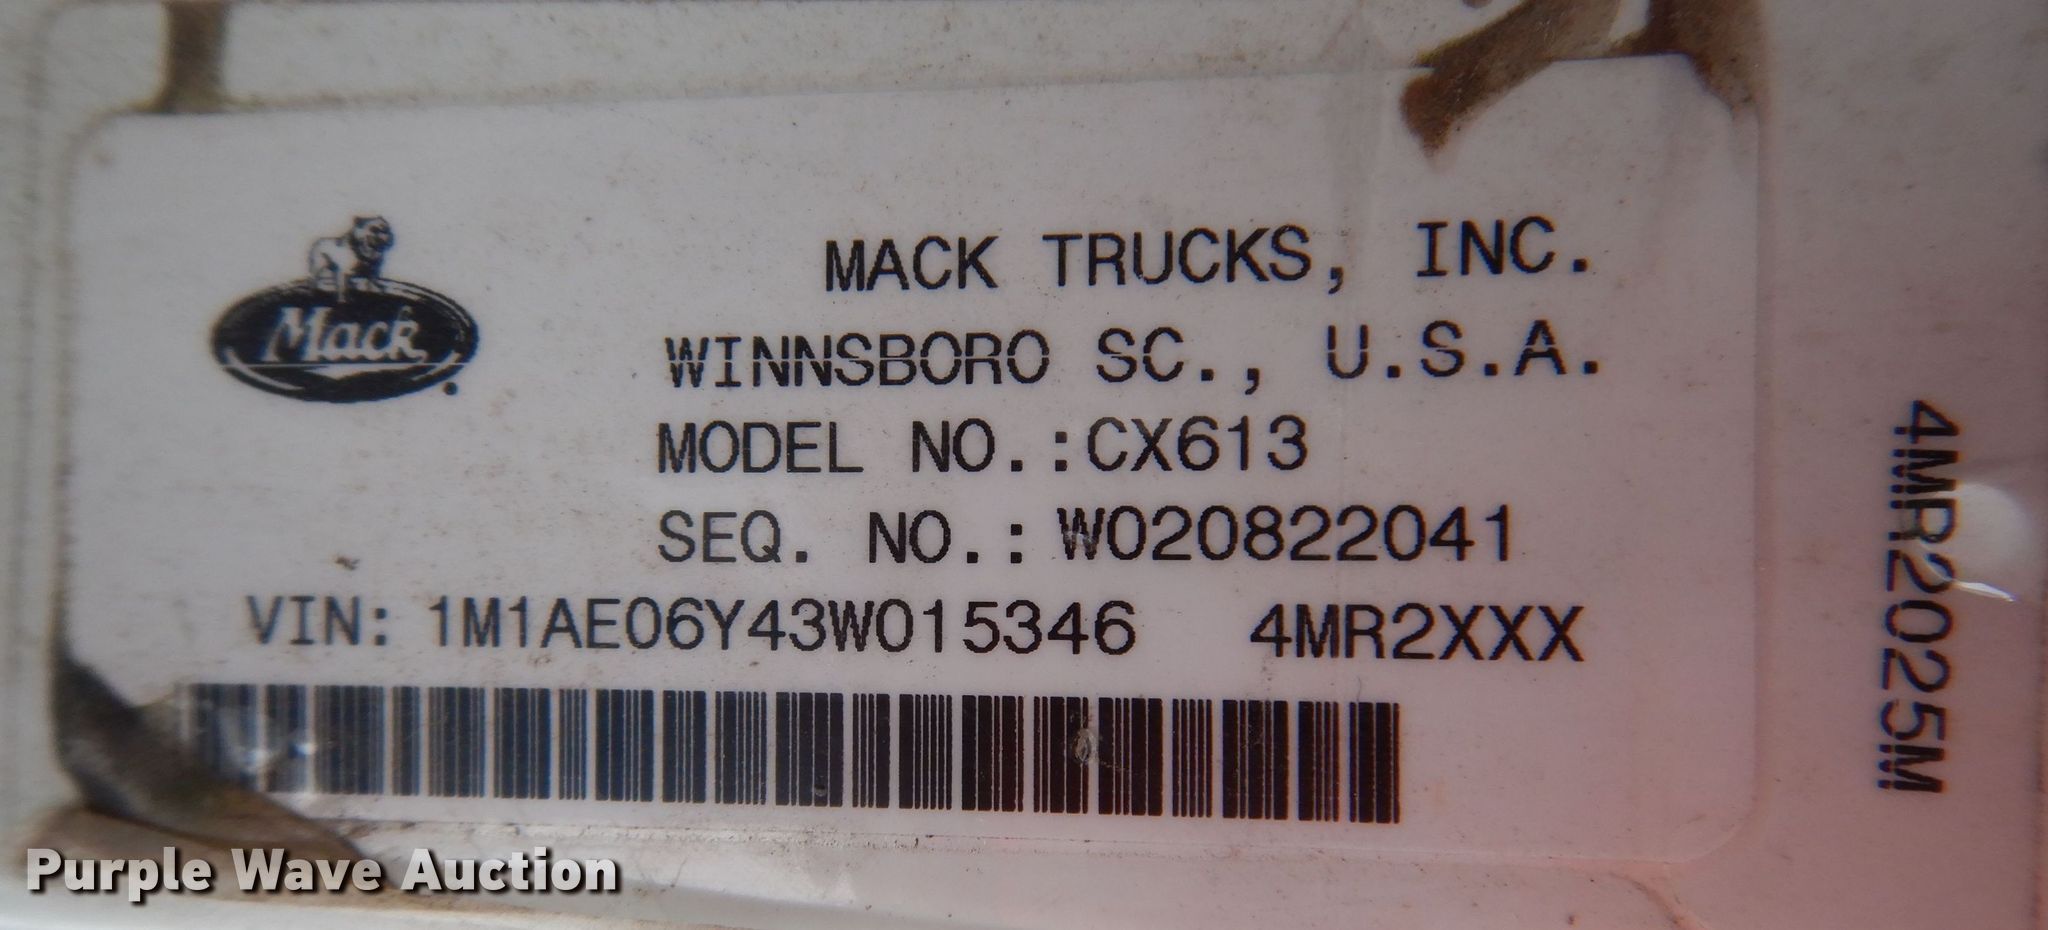 Mack
MACK TRUCKS, INC.
WINNSBORO SC., U.S.A.
MODEL NO.:CX613
SEQ. NO.: W020822041
VIN: 1M1AE06Y43W015346 4MR2XXX
4MR2025M
Purple Wave Auction